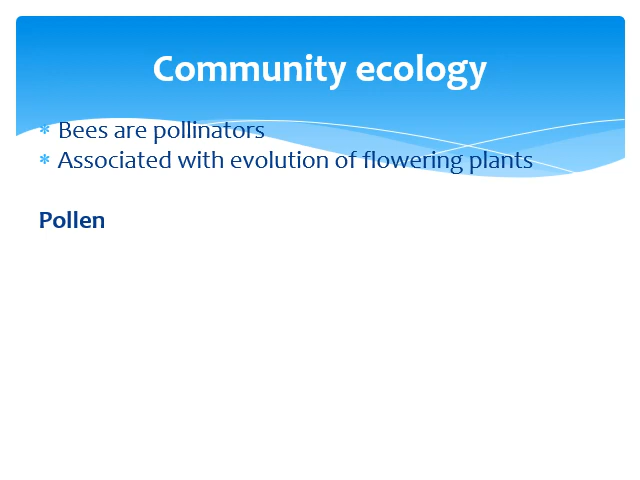 Community ecology
* Bees are pollinators
* Associated with evolution of flowering plants
Pollen